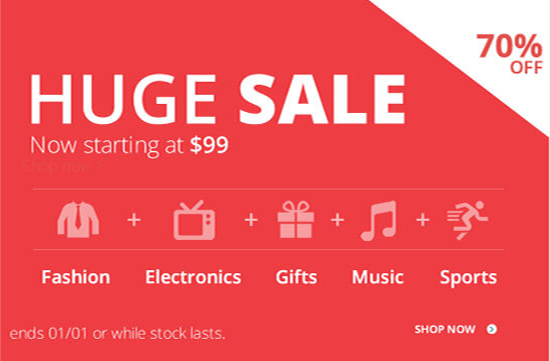 70%
OFF
HUGE SALE
Now starting at $99
Shop now >
+ + + +
Fashion Electronics Gifts Music Sports
ends 01/01 or while stock lasts.
SHOP NOW